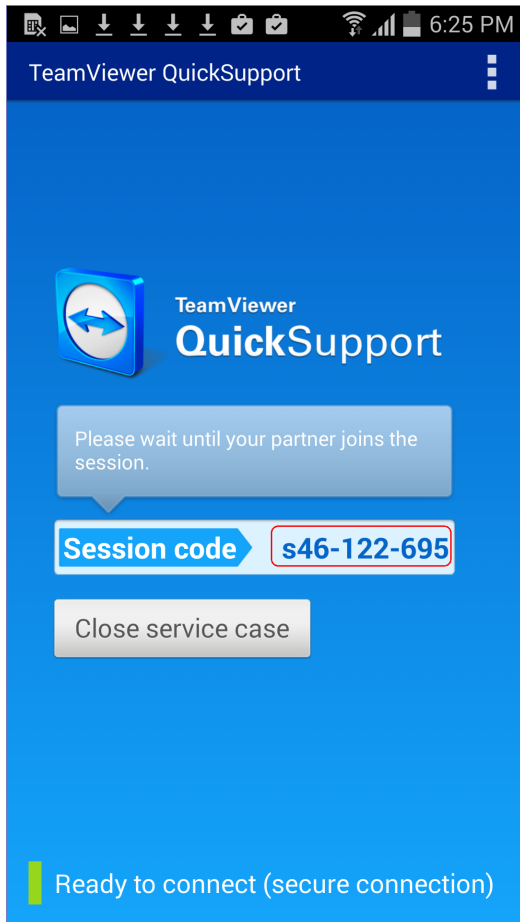 6:25 PM
TeamViewer QuickSupport
TeamViewer
QuickSupport
Please wait until your partner joins the
session.
Session code s46-122-695
Close service case
Ready to connect (secure connection)